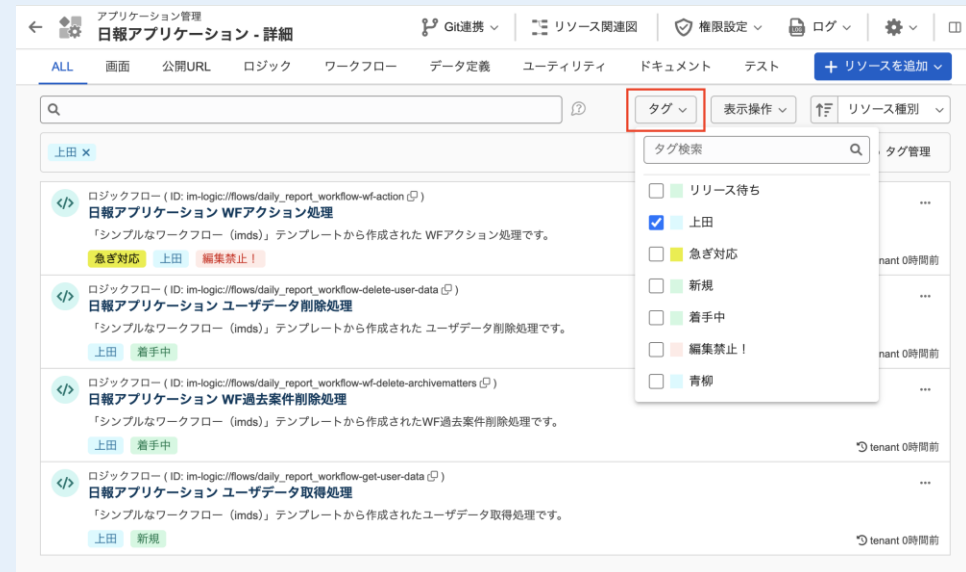 アプリケーション管理
日報アプリケーション - 詳細
Git連携
リソース関連図
権限設定
ログ
ALL 画面 公開URL ロジック ワークフロー データ定義 ユーティリティ ドキュメント テスト + リソースを追加
タグ 表示操作 リソース種別
上田 ×
タグ管理
タグ検索
リリース待ち
上田
急ぎ対応
新規
着手中
編集禁止！
青柳
ロジックフロー ( ID: im-logic://flows/daily_report_workflow-wf-action )
日報アプリケーション WFアクション処理
「シンプルなワークフロー（imds)」テンプレートから作成された WFアクション処理です。
急ぎ対応 上田 編集禁止！
nant 0時間前
ロジックフロー ( ID: im-logic://flows/daily_report_workflow-delete-user-data )
日報アプリケーション ユーザデータ削除処理
「シンプルなワークフロー（imds)」テンプレートから作成された ユーザデータ削除処理です。
上田 着手中
nant 0時間前
ロジックフロー ( ID: im-logic://flows/daily_report_workflow-wf-delete-archivematters )
日報アプリケーション WF過去案件削除処理
「シンプルなワークフロー（imds)」テンプレートから作成されたWF過去案件削除処理です。
上田 着手中
tenant 0時間前
ロジックフロー ( ID: im-logic://flows/daily_report_workflow-get-user-data )
日報アプリケーション ユーザデータ取得処理
「シンプルなワークフロー（imds)」テンプレートから作成されたユーザデータ取得処理です。
上田 新規
tenant 0時間前